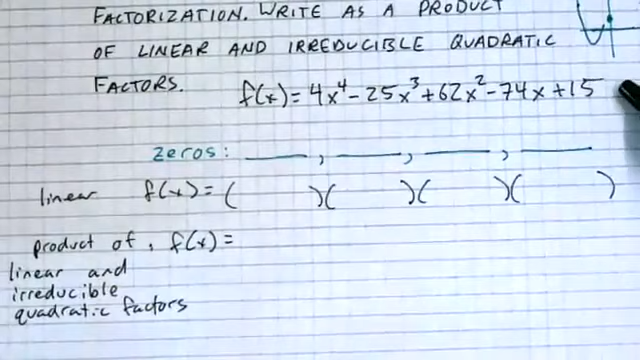 FACTORIZATION. WRITE AS A PRODUCT
OF LINEAR AND IRREDUCIBLE QUADRATIC
FACTORS. f(x) = 4x⁴ - 25x³ + 62x² - 74x + 15
zeros: ____, ____, ____, ____
linear f(x) = ( )( )( )( )
product of, f(x) =
linear and
irreducible
quadratic factors